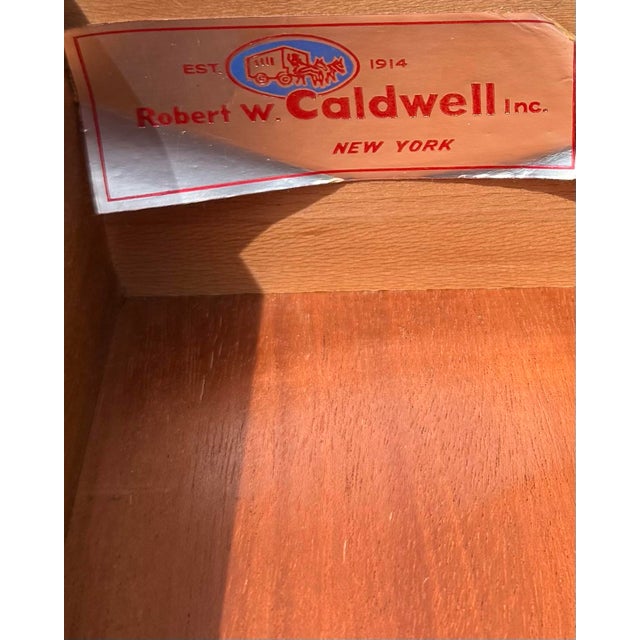 EST. 1914
Robert W. Caldwell Inc.
NEW YORK